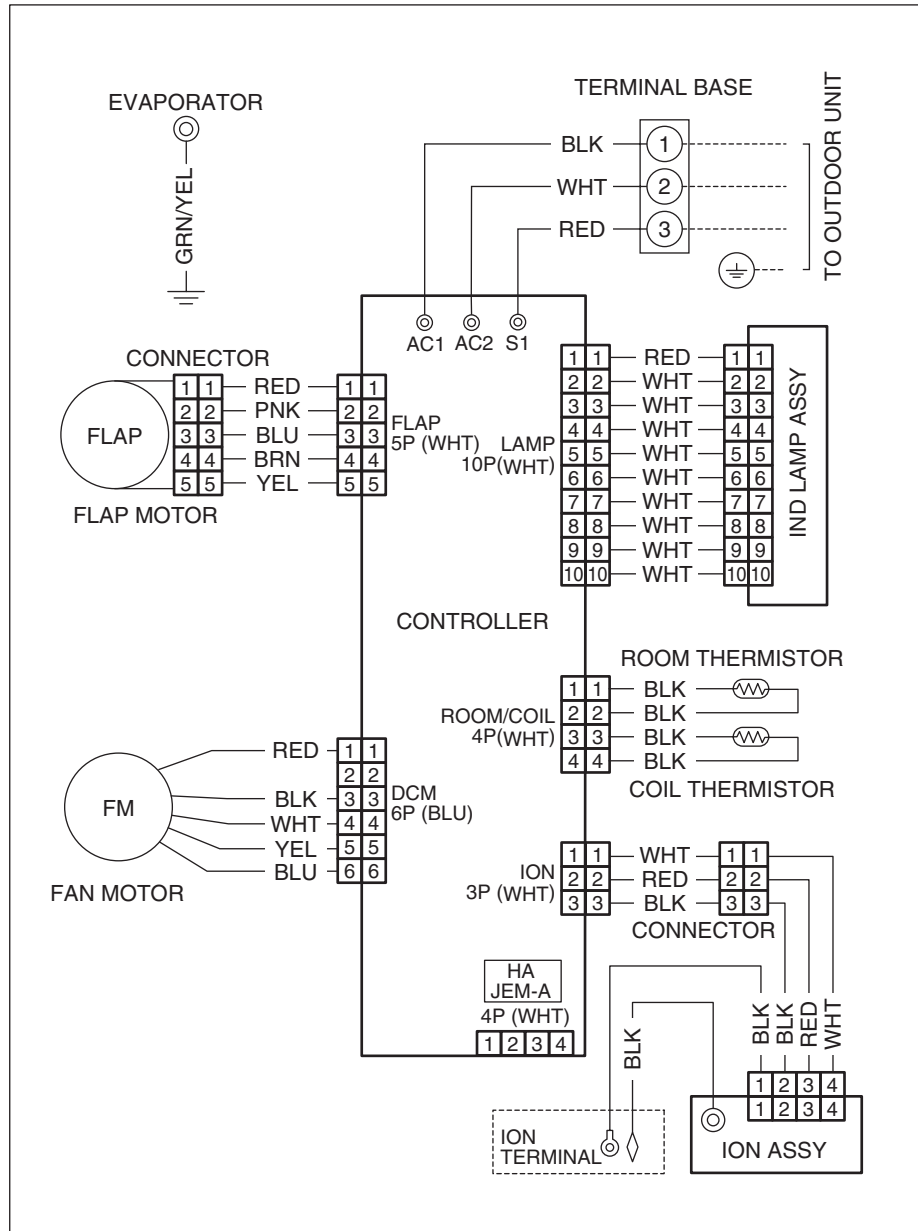 EVAPORATOR
GRN/YEL
TERMINAL BASE
BLK 1
WHT 2
RED 3
TO OUTDOOR UNIT
AC1 AC2 S1
CONNECTOR
FLAP
FLAP MOTOR
1 1 RED 1 1
2 2 PNK 2 2
3 3 BLU 3 3
4 4 BRN 4 4
5 5 YEL 5 5
FLAP
5P (WHT)
LAMP
10P(WHT)
1 1 RED 1 1
2 2 WHT 2 2
3 3 WHT 3 3
4 4 WHT 4 4
5 5 WHT 5 5
6 6 WHT 6 6
7 7 WHT 7 7
8 8 WHT 8 8
9 9 WHT 9 9
10 10 WHT 10 10
IND LAMP ASSY
CONTROLLER
ROOM THERMISTOR
ROOM/COIL
4P(WHT)
1 1 BLK
2 2 BLK
3 3 BLK
4 4 BLK
COIL THERMISTOR
FM
FAN MOTOR
RED 1 1
2 2
BLK 3 3
WHT 4 4
YEL 5 5
BLU 6 6
DCM
6P (BLU)
ION
3P (WHT)
1 1 WHT 1 1
2 2 RED 2 2
3 3 BLK 3 3
CONNECTOR
HA
JEM-A
4P (WHT)
1 2 3 4
BLK
BLK
BLK
RED
WHT
1 2 3 4
1 2 3 4
ION
TERMINAL
ION ASSY